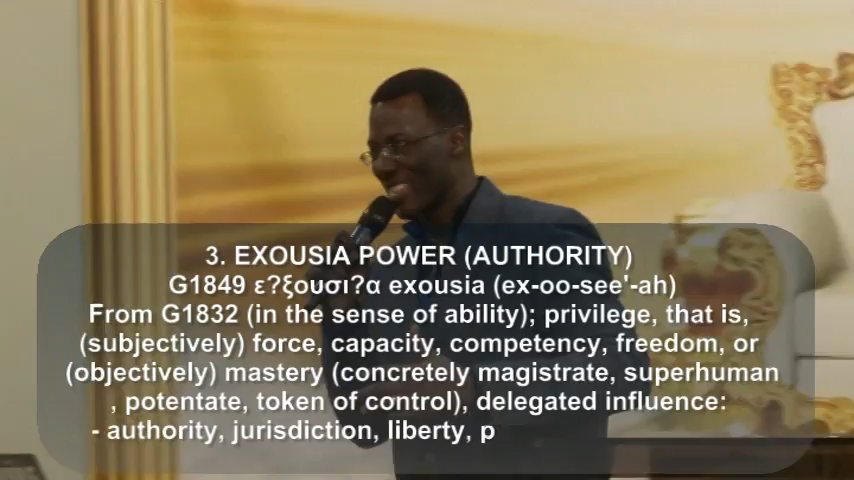 3. EXOUSIA POWER (AUTHORITY)
G1849 ε?ξουσι?α exousia (ex-oo-see'-ah)
From G1832 (in the sense of ability); privilege, that is,
(subjectively) force, capacity, competency, freedom, or
(objectively) mastery (concretely magistrate, superhuman
, potentate, token of control), delegated influence:
- authority, jurisdiction, liberty, p